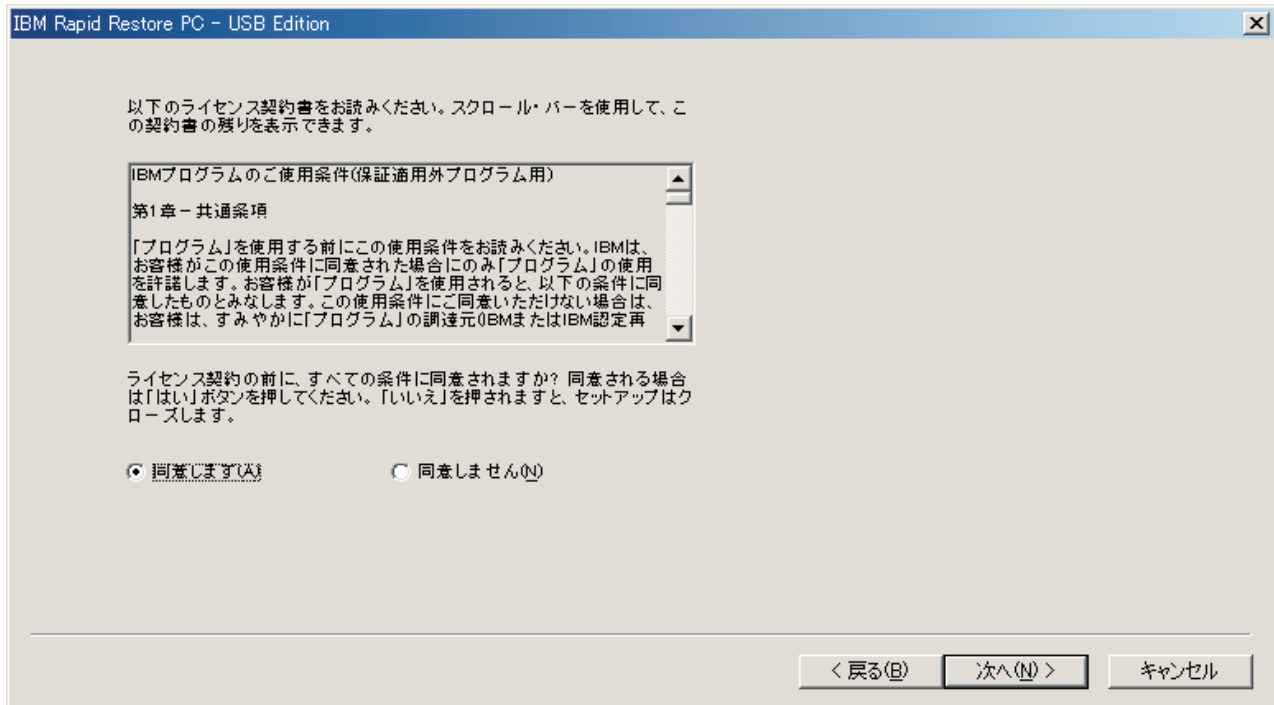 IBM Rapid Restore PC - USB Edition
以下のライセンス契約書をお読みください。スクロール・バーを使用して、こ
の契約書の残りを表示できます。
IBMプログラムのご使用条件(保証適用外プログラム用)
第1章－共通条項
「プログラム」を使用する前にこの使用条件をお読みください。IBMは、
お客様がこの使用条件に同意された場合にのみ「プログラム」の使用
を許諾します。お客様が「プログラム」を使用されると、以下の条件に同
意したものとみなします。この使用条件にご同意いただけない場合は、
お客様は、すみやかに「プログラム」の調達元(IBMまたはIBM認定再
ライセンス契約の前に、すべての条件に同意されますか? 同意される場合
は「はい」ボタンを押してください。「いいえ」を押されますと、セットアップはク
ローズします。
同意します(A) 同意しません(N)
< 戻る(B) 次へ(N) > キャンセル